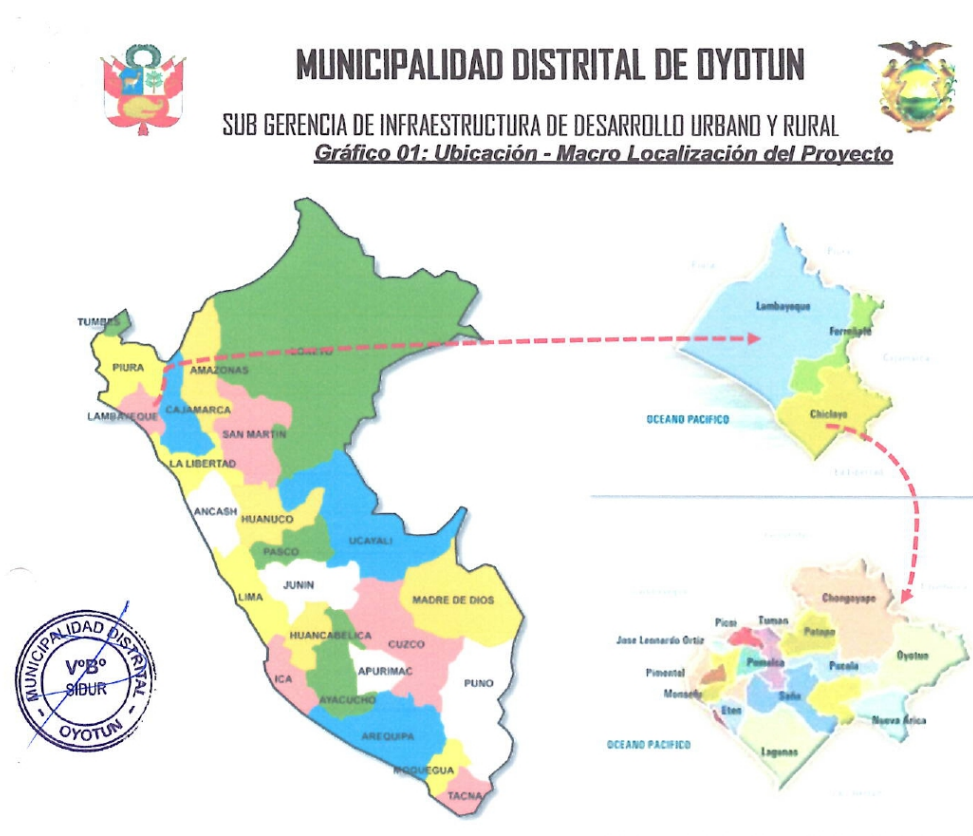 MUNICIPALIDAD DISTRITAL DE OYOTUN
SUB GERENCIA DE INFRAESTRUCTURA DE DESARROLLO URBANO Y RURAL
Gráfico 01: Ubicación - Macro Localización del Proyecto
TUMBES
PIURA
LORETO
AMAZONAS
LAMBAYEQUE
CAJAMARCA
SAN MARTIN
LA LIBERTAD
ANCASH
HUANUCO
UCAYALI
PASCO
JUNIN
LIMA
MADRE DE DIOS
HUANCABELICA
CUZCO
APURIMAC
ICA
PUNO
AYACUCHO
AREQUIPA
MOQUEGUA
TACNA
Lambayeque
Ferreñafe
OCEANO PACIFICO
Chiclayo
Chongoyape
Picsi
Tuman
Patapo
Jose Leonardo Ortiz
Oyotun
Pimentel
Pomalca
Pucala
Monsefu
Saña
Eten
Nueva Arica
OCEANO PACIFICO
Lagunas
MUNICIPALIDAD DISTRITAL
V°B°
SIDUR
OYOTUN